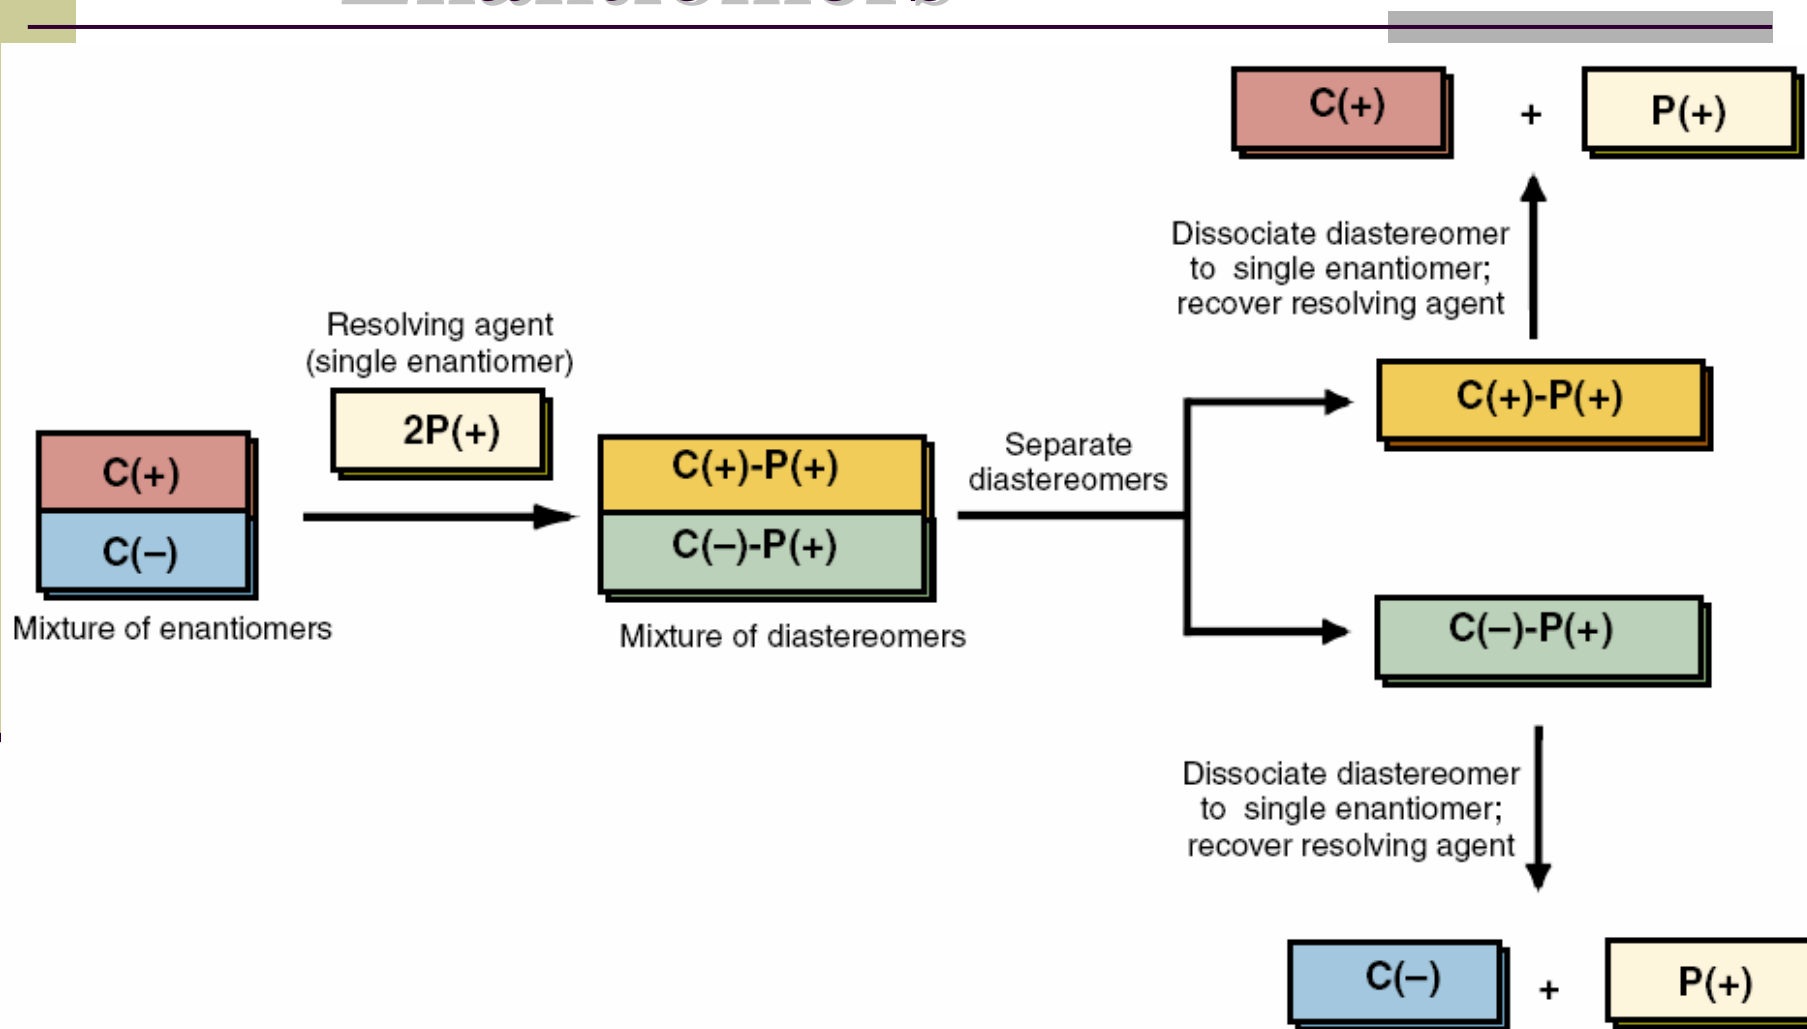 Enantiomers
C(+)
+
P(+)
Dissociate diastereomer
to single enantiomer;
recover resolving agent
Resolving agent
(single enantiomer)
2P(+)
C(+)
C(–)
Mixture of enantiomers
C(+)-P(+)
C(–)-P(+)
Mixture of diastereomers
Separate
diastereomers
C(+)-P(+)
C(–)-P(+)
Dissociate diastereomer
to single enantiomer;
recover resolving agent
C(–)
+
P(+)